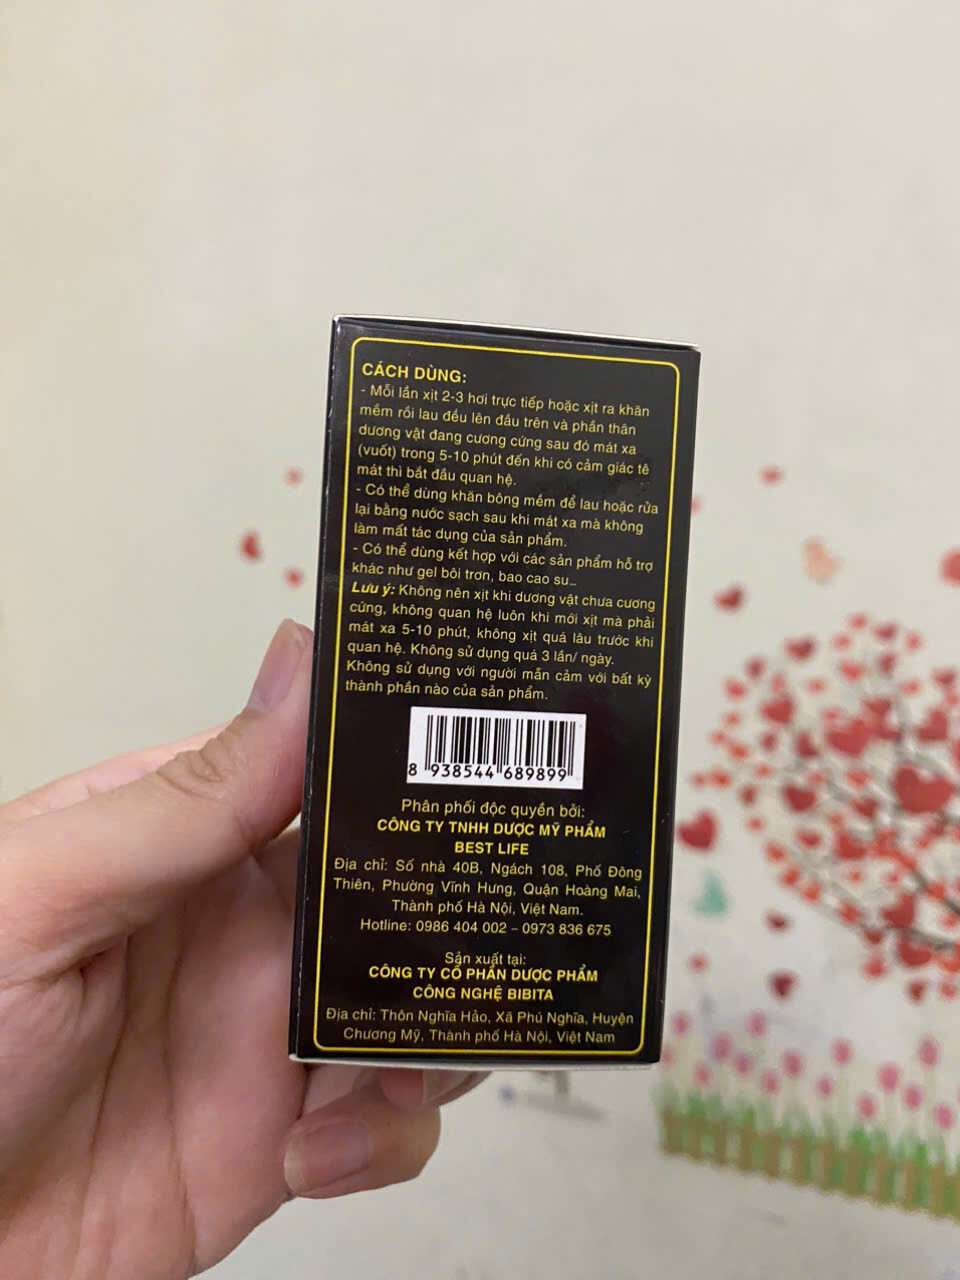 CÁCH DÙNG:
- Mỗi lần xịt 2-3 hơi trực tiếp hoặc xịt ra khăn
mềm rồi lau đều lên đầu trên và phần thân
dương vật đang cương cứng sau đó mát xa
(vuốt) trong 5-10 phút đến khi có cảm giác tê
mát thì bắt đầu quan hệ.
- Có thể dùng khăn bông mềm để lau hoặc rửa
lại bằng nước sạch sau khi mát xa mà không
làm mất tác dụng của sản phẩm.
- Có thể dùng kết hợp với các sản phẩm hỗ trợ
khác như gel bôi trơn, bao cao su...
Lưu ý: Không nên xịt khi dương vật chưa cương
cứng, không quan hệ luôn khi mới xịt mà phải
mát xa 5-10 phút, không xịt quá lâu trước khi
quan hệ. Không sử dụng quá 3 lần/ ngày.
Không sử dụng với người mẫn cảm với bất kỳ
thành phần nào của sản phẩm.
8 938544 689899
Phân phối độc quyền bởi:
CÔNG TY TNHH DƯỢC MỸ PHẨM
BEST LIFE
Địa chỉ: Số nhà 40B, Ngách 108, Phố Đông
Thiên, Phường Vĩnh Hưng, Quận Hoàng Mai,
Thành phố Hà Nội, Việt Nam.
Hotline: 0986 404 002 – 0973 836 675
Sản xuất tại:
CÔNG TY CỔ PHẦN DƯỢC PHẨM
CÔNG NGHỆ BIBITA
Địa chỉ: Thôn Nghĩa Hảo, Xã Phú Nghĩa, Huyện
Chương Mỹ, Thành phố Hà Nội, Việt Nam